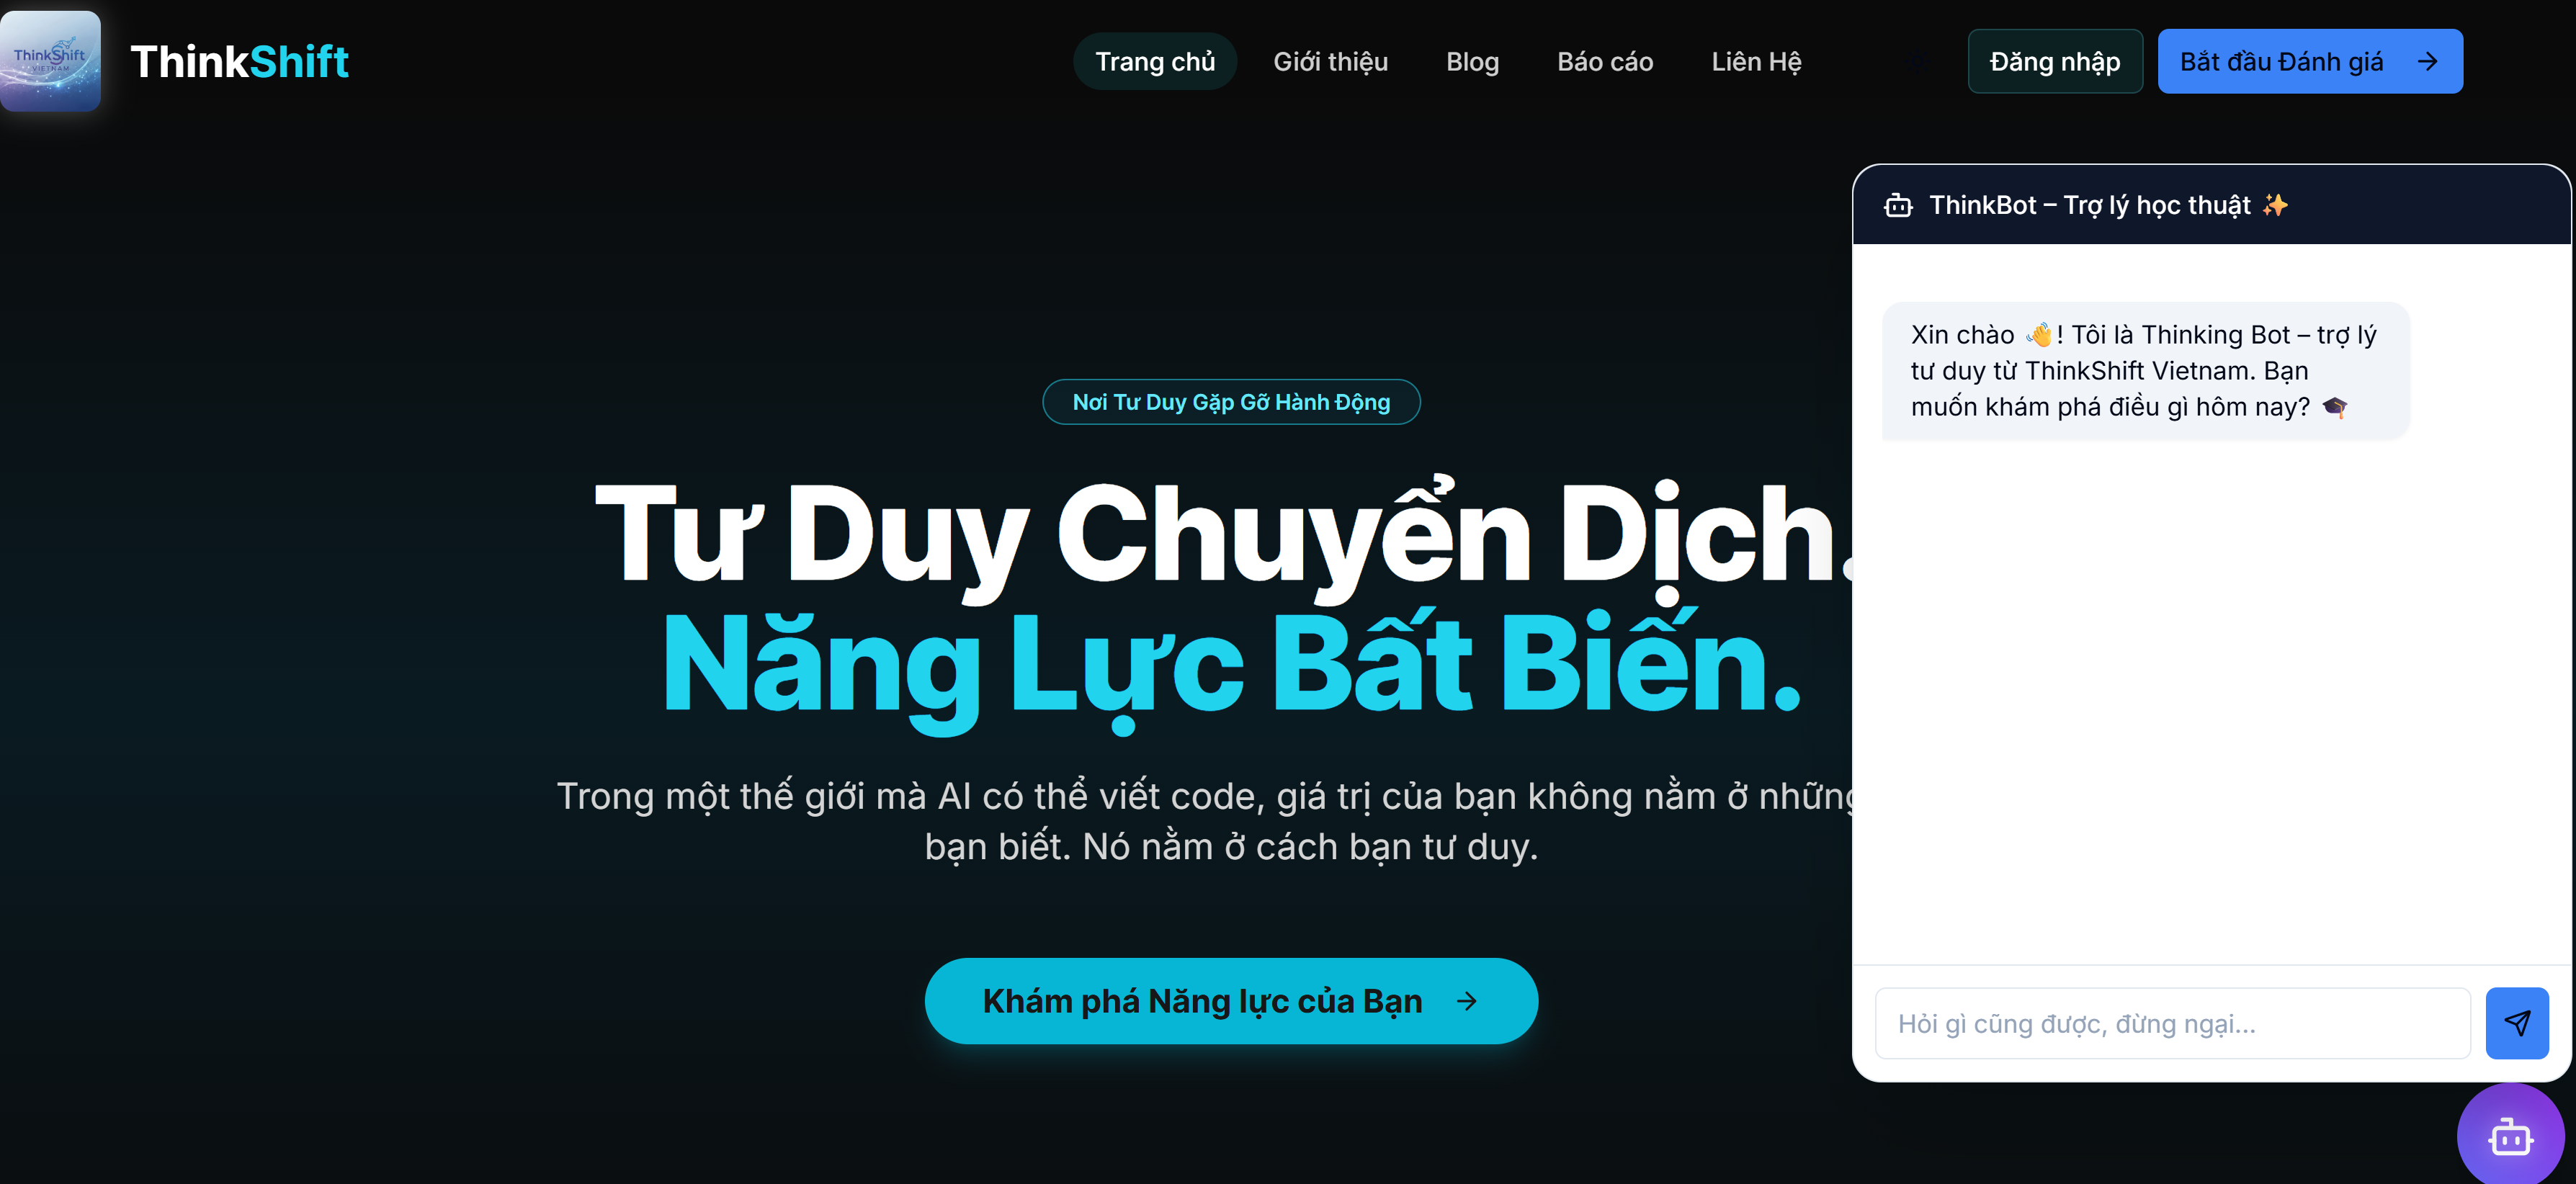 ThinkShift
VIETNAM
ThinkShift
Trang chủ
Giới thiệu
Blog
Báo cáo
Liên Hệ
Đăng nhập
Bắt đầu Đánh giá
Nơi Tư Duy Gặp Gỡ Hành Động
Tư Duy Chuyển Dịch.
Năng Lực Bất Biến.
Trong một thế giới mà AI có thể viết code, giá trị của bạn không nằm ở những
bạn biết. Nó nằm ở cách bạn tư duy.
Khám phá Năng lực của Bạn
ThinkBot – Trợ lý học thuật ✨
Xin chào 👋! Tôi là Thinking Bot – trợ lý
tư duy từ ThinkShift Vietnam. Bạn
muốn khám phá điều gì hôm nay? 🎓
Hỏi gì cũng được, đừng ngại...